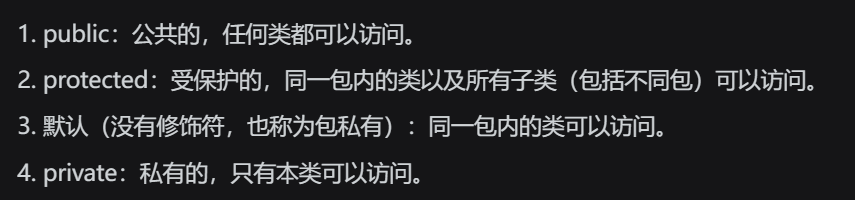 1. public：公共的，任何类都可以访问。
2. protected：受保护的，同一包内的类以及所有子类（包括不同包）可以访问。
3. 默认（没有修饰符，也称为包私有）：同一包内的类可以访问。
4. private：私有的，只有本类可以访问。